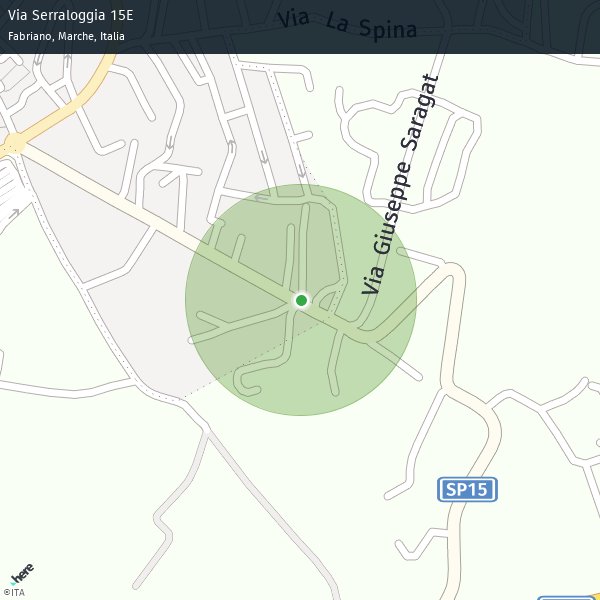 Via Serraloggia 15E
Fabriano, Marche, Italia
Via La Spina
Via Giuseppe Saragat
SP15
here
©ITA